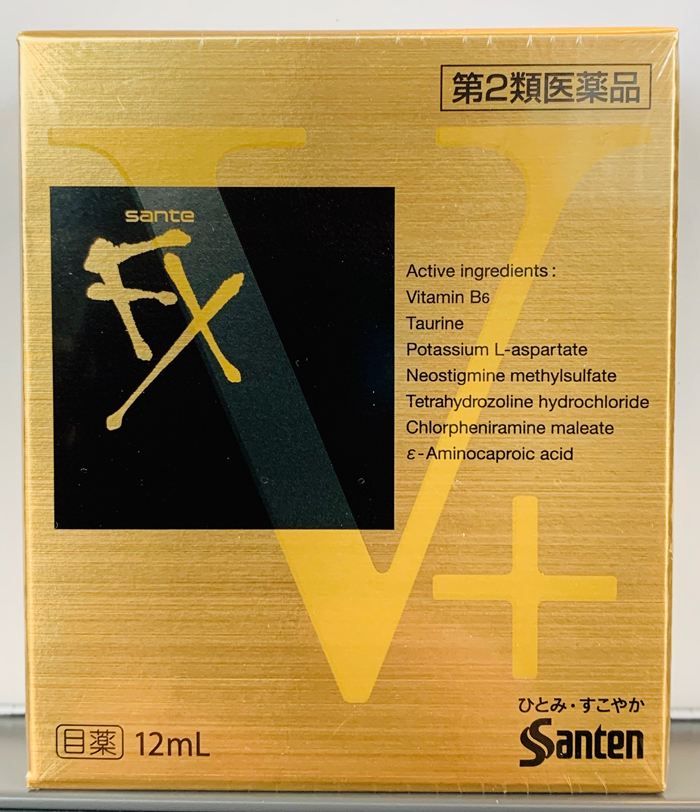 第2類医薬品
sante
FX
V+
Active ingredients:
Vitamin B6
Taurine
Potassium L-aspartate
Neostigmine methylsulfate
Tetrahydrozoline hydrochloride
Chlorpheniramine maleate
ε-Aminocaproic acid
ひとみ・すこやか
Santen
目薬 12mL